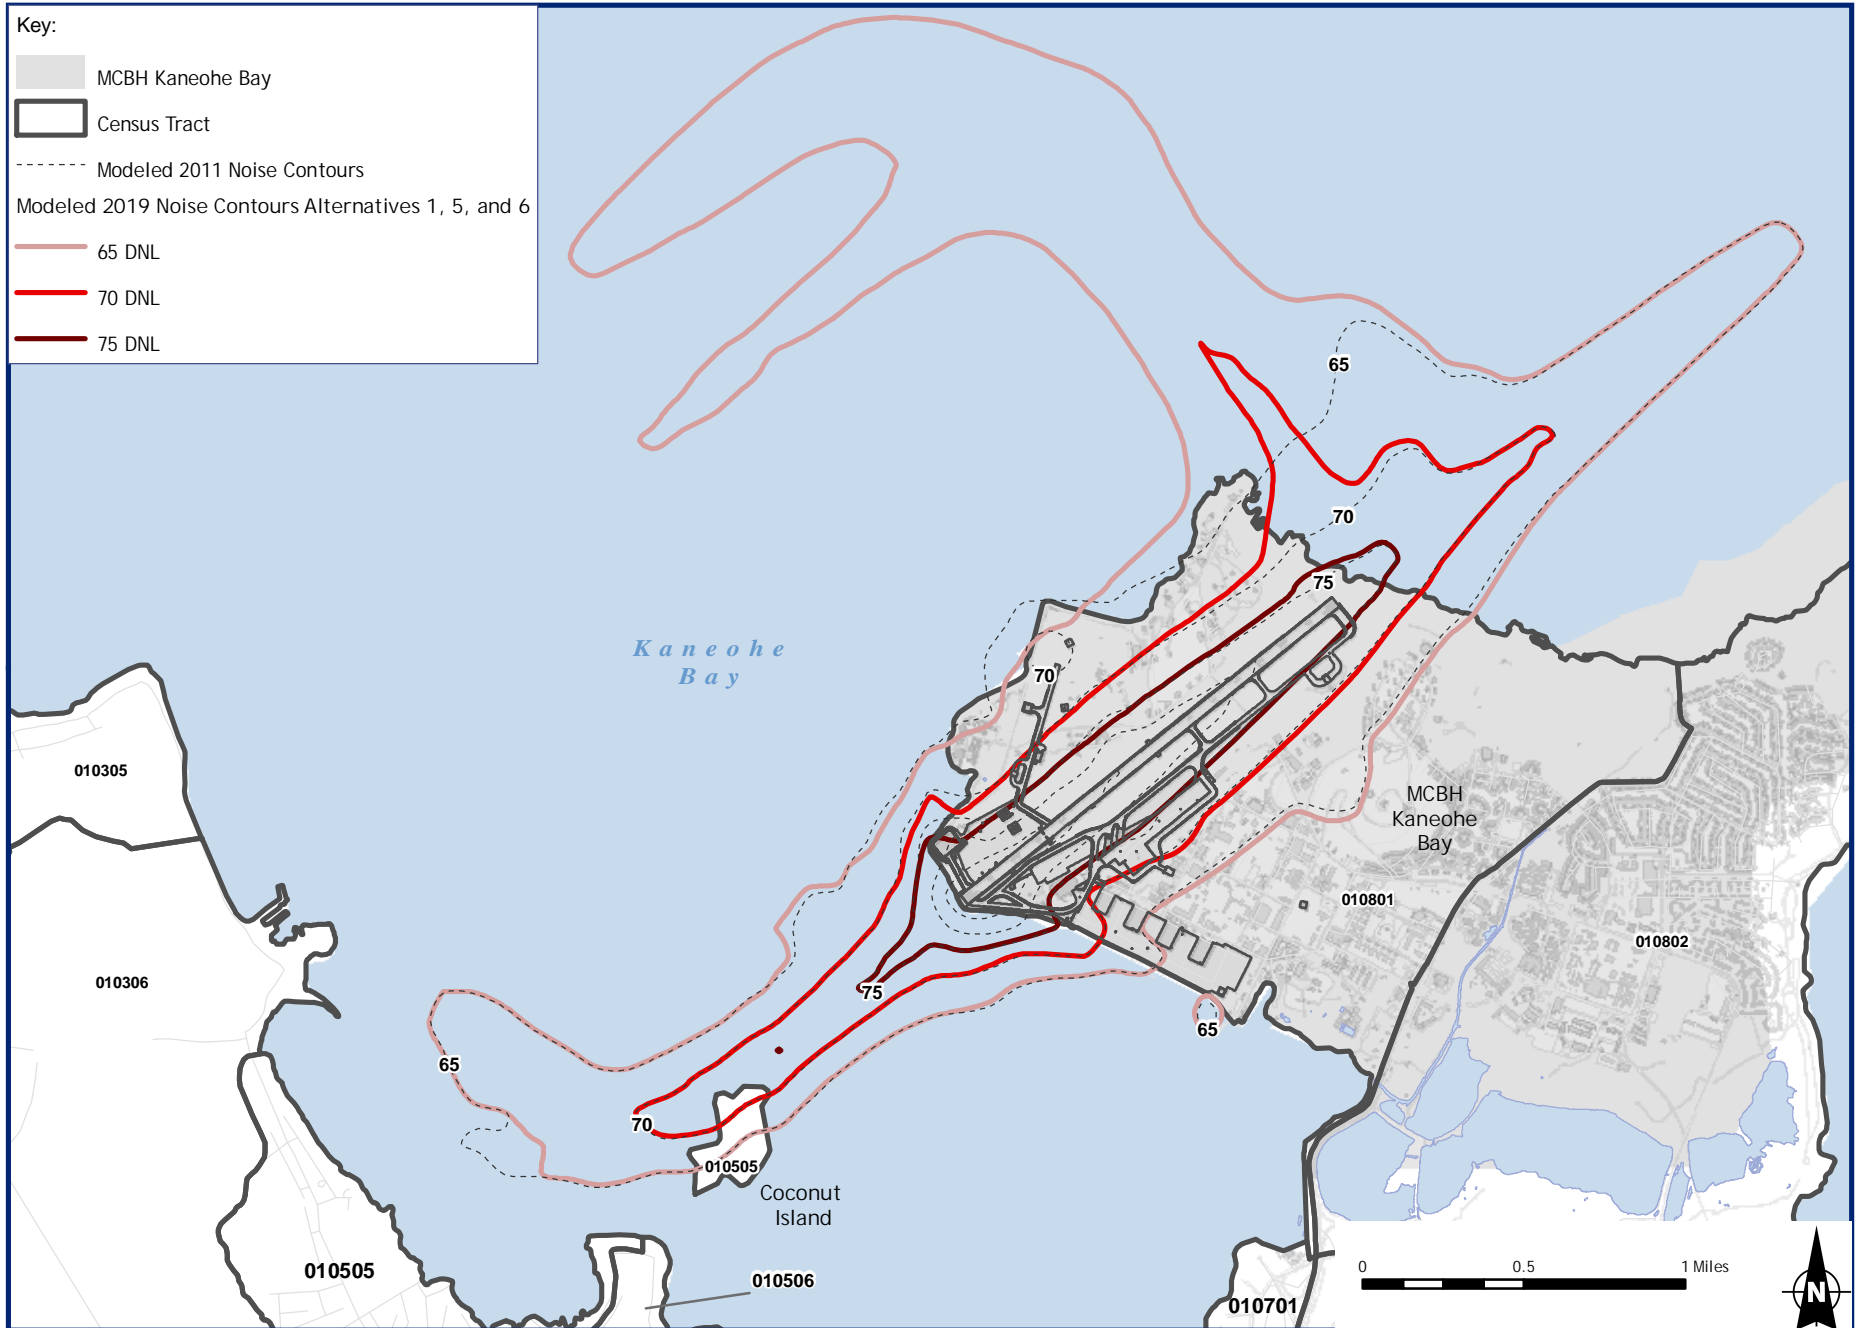 Key:
MCBH Kaneohe Bay
Census Tract
Modeled 2011 Noise Contours
Modeled 2019 Noise Contours Alternatives 1, 5, and 6
65 DNL
70 DNL
75 DNL
65
70
75
Kaneohe
Bay
70
010305
MCBH
Kaneohe
Bay
010801
010802
010306
75
65
65
70
010505
Coconut
Island
010505
010506
010701
0
0.5
1 Miles
N